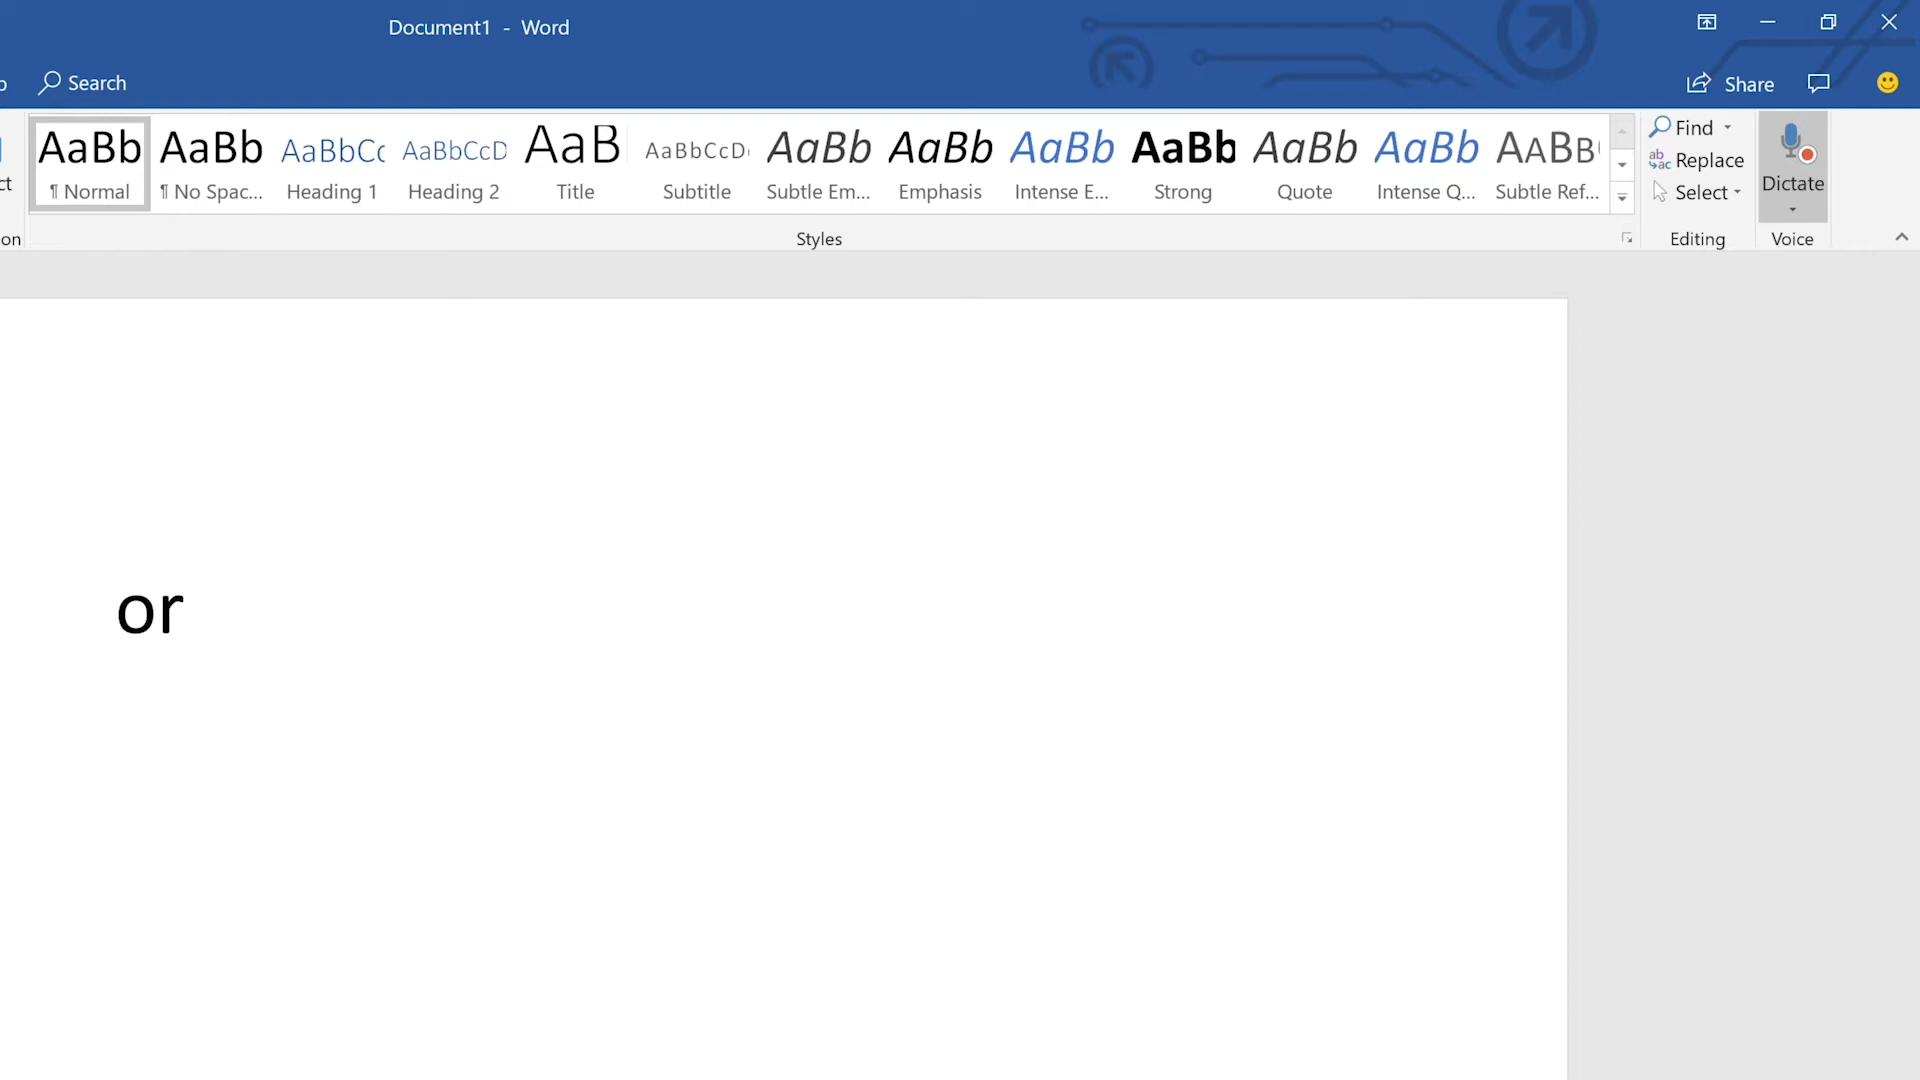 Document1 - Word
Search
Share
AaBb AaBb AaBbCc AaBbCcD AaB AaBbCcD AaBb AaBb AaBb AaBb AaBb AaBb AABB
¶ Normal ¶ No Spac... Heading 1 Heading 2 Title Subtitle Subtle Em... Emphasis Intense E... Strong Quote Intense Q... Subtle Ref...
Find
Replace
Select
Dictate
Styles
Editing
Voice
or